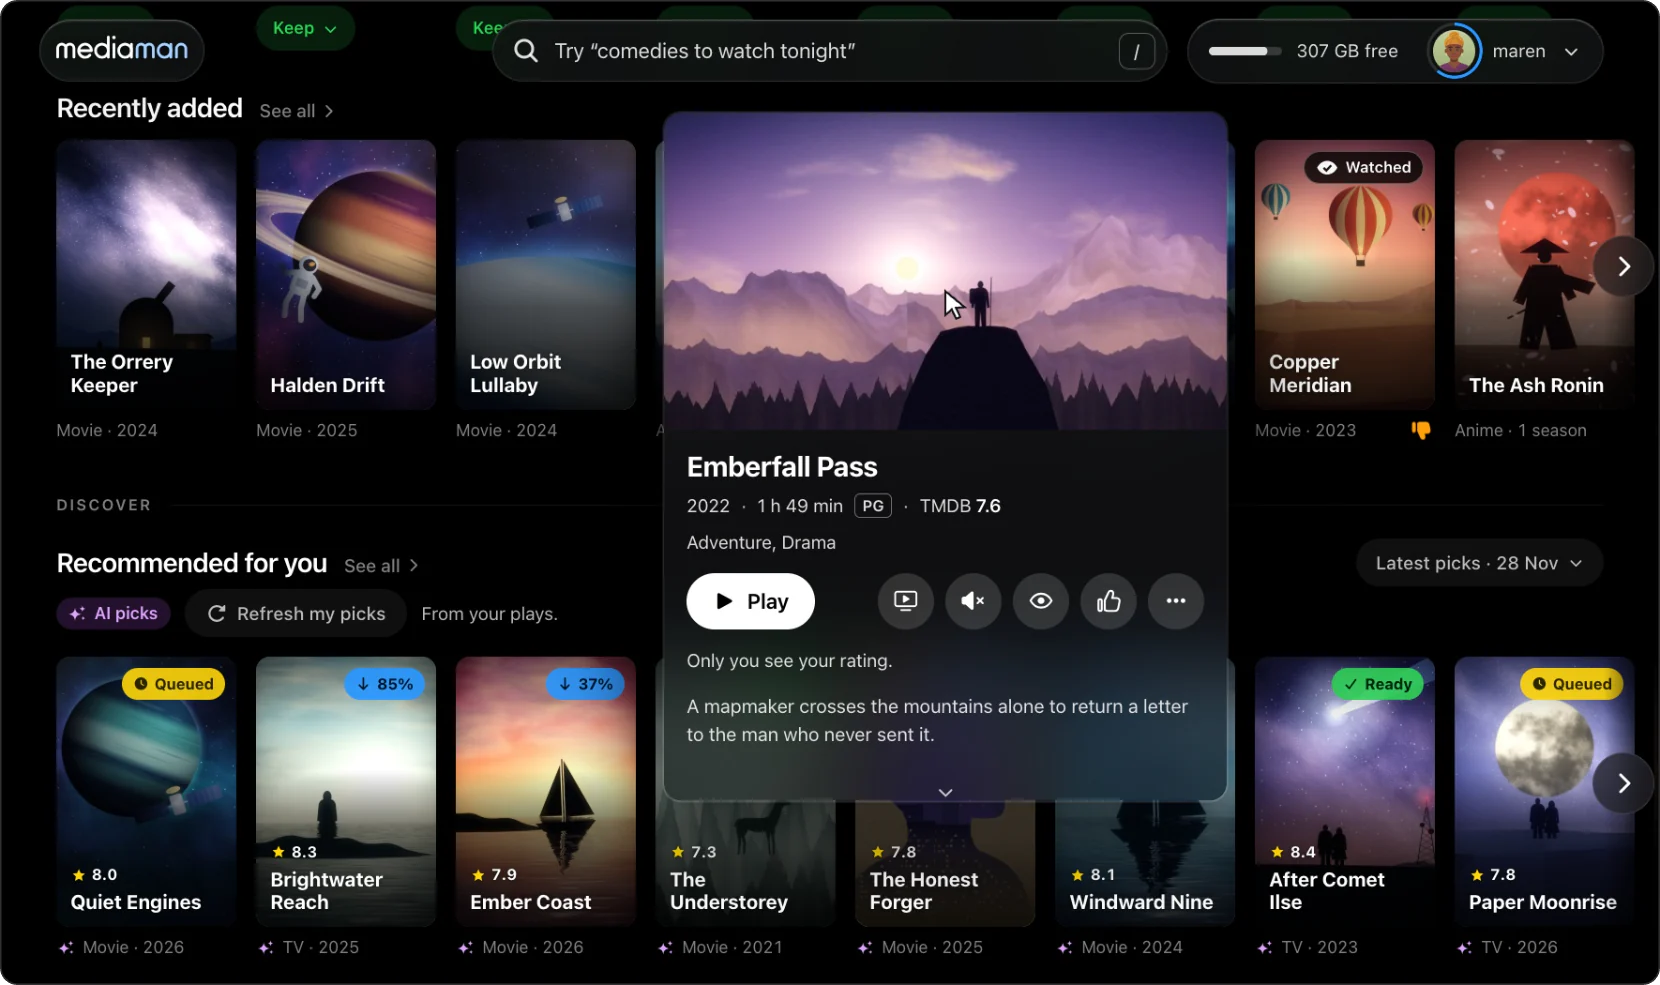 Keep
Kee
mediaman
Try “comedies to watch tonight”
/
307 GB free
maren
Recently added
See all
Watched
The Orrery
Keeper
Halden Drift
Low Orbit
Lullaby
Copper
Meridian
The Ash Ronin
Movie · 2024
Movie · 2025
Movie · 2024
A
Movie · 2023
Anime · 1 season
Emberfall Pass
2022 · 1 h 49 min PG · TMDB 7.6
Adventure, Drama
Play
Only you see your rating.
A mapmaker crosses the mountains alone to return a letter
to the man who never sent it.
DISCOVER
Recommended for you
See all
Latest picks · 28 Nov
AI picks
Refresh my picks
From your plays.
Queued
85%
37%
Ready
Queued
8.0
Quiet Engines
8.3
Brightwater
Reach
7.9
Ember Coast
7.3
The
Understorey
7.8
The Honest
Forger
8.1
Windward Nine
8.4
After Comet
Ilse
7.8
Paper Moonrise
Movie · 2026
TV · 2025
Movie · 2026
Movie · 2021
Movie · 2025
Movie · 2024
TV · 2023
TV · 2026